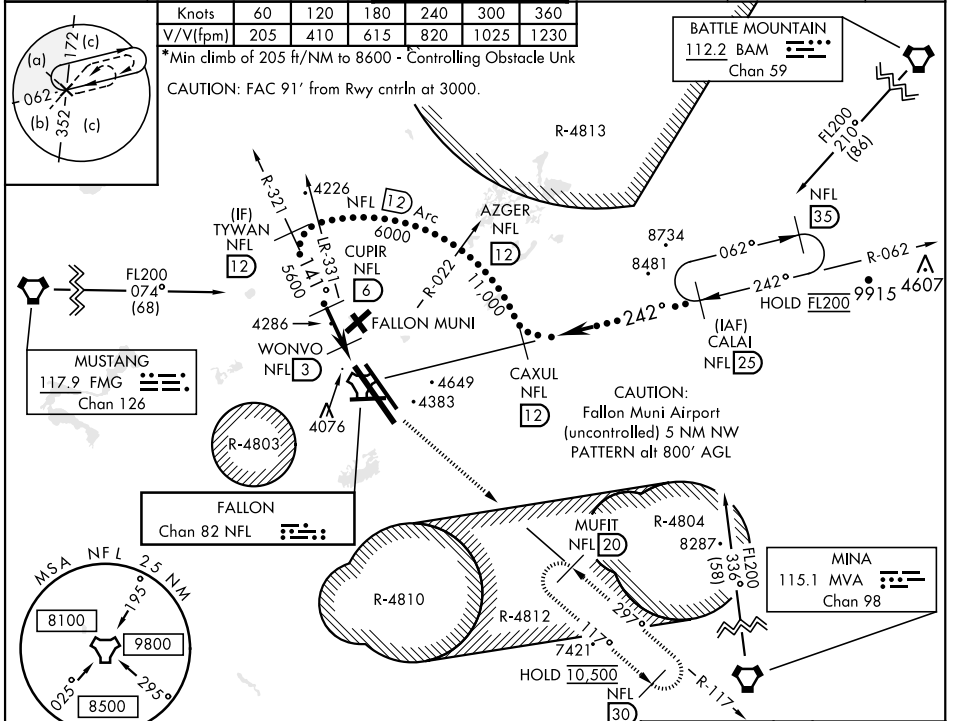 Knots 60 120 180 240 300 360
V/V(fpm) 205 410 615 820 1025 1230
*Min climb of 205 ft/NM to 8600 - Controlling Obstacle Unk
CAUTION: FAC 91' from Rwy cntrln at 3000.
(a)
172
(c)
062
(b)
352
(c)
BATTLE MOUNTAIN
112.2 BAM
Chan 59
FL200
210°
(86)
R-4813
NFL
35
R-321
4226
NFL 12 Arc
6000
(IF)
TYWAN
NFL
12
LR-331
141°
5600
CUPIR
NFL
6
AZGER
NFL
12
R-022
11,000
8734
8481
062°
R-062
242°
242°
HOLD FL200
9915
4607
(IAF)
CALAI
NFL 25
FL200
074°
(68)
4286
FALLON MUNI
WONVO
NFL 3
MUSTANG
117.9 FMG
Chan 126
4649
4383
CAXUL
NFL
12
4076
R-4803
CAUTION:
Fallon Muni Airport
(uncontrolled) 5 NM NW
PATTERN alt 800' AGL
FALLON
Chan 82 NFL
MUFIT
NFL 20
R-4804
8287
FL200
336°
(58)
MINA
115.1 MVA
Chan 98
R-4810
R-4812
297°
117°
7421
HOLD 10,500
R-117
NFL
30
MSA NFL 25 NM
195°
8100
9800
025°
295°
8500